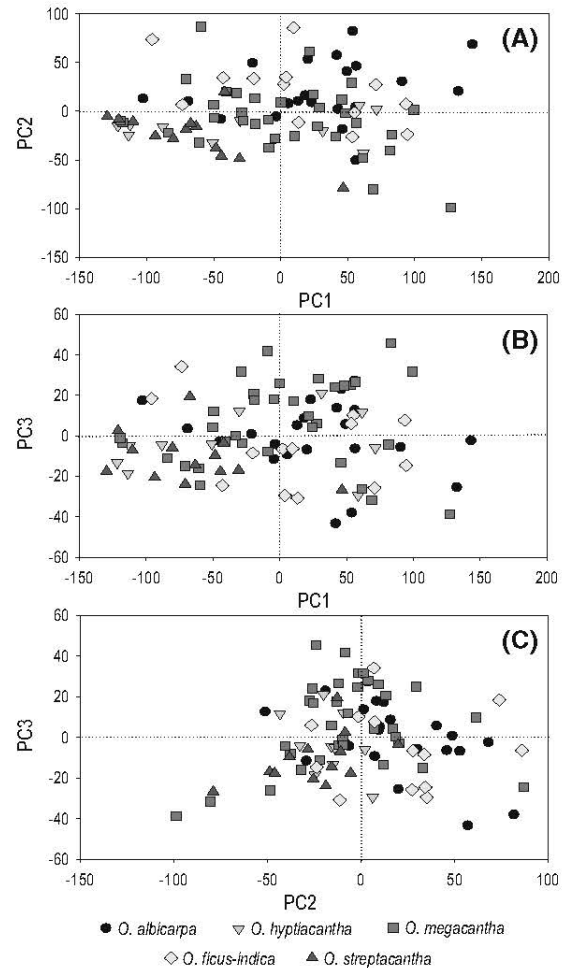 (A)
100
50
0
-50
-100
-150
PC2
-150 -100 -50 0 50 100 150 200
PC1
(B)
60
40
20
0
-20
-40
-60
PC3
-150 -100 -50 0 50 100 150 200
PC1
(C)
60
40
20
0
-20
-40
-60
PC3
-150 -100 -50 0 50 100
PC2
O. albicarpa O. hyptiacantha O. megacantha
O. ficus-indica O. streptacantha